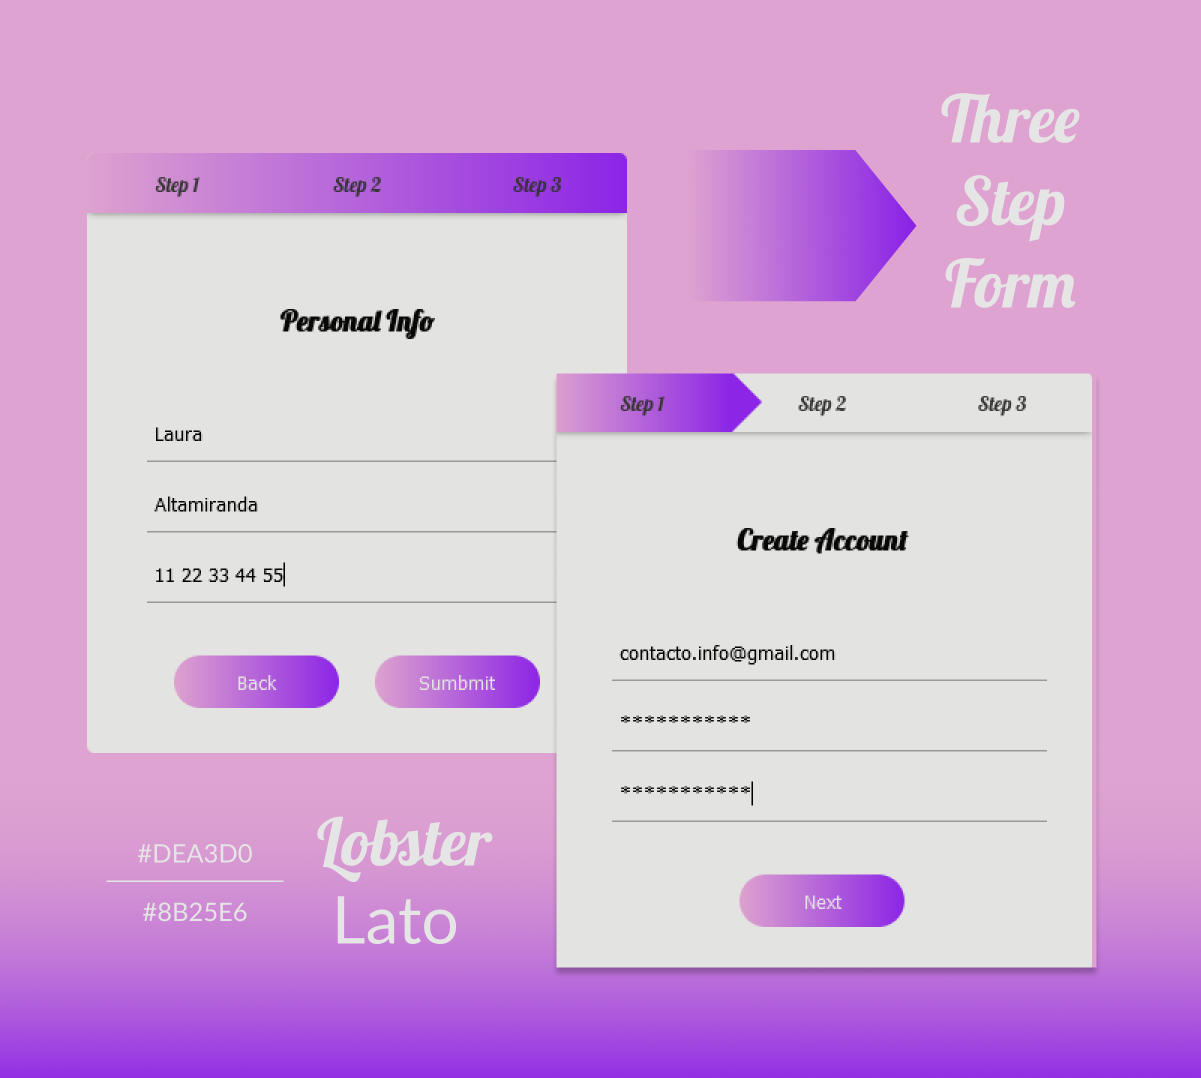 Three
Step
Form
Step 1
Step 2
Step 3
Personal Info
Laura
Altamiranda
11 22 33 44 55
Back
Sumbmit
Step 1
Step 2
Step 3
Create Account
contacto.info@gmail.com
***********
***********
Next
#DEA3D0
#8B25E6
Lobster
Lato